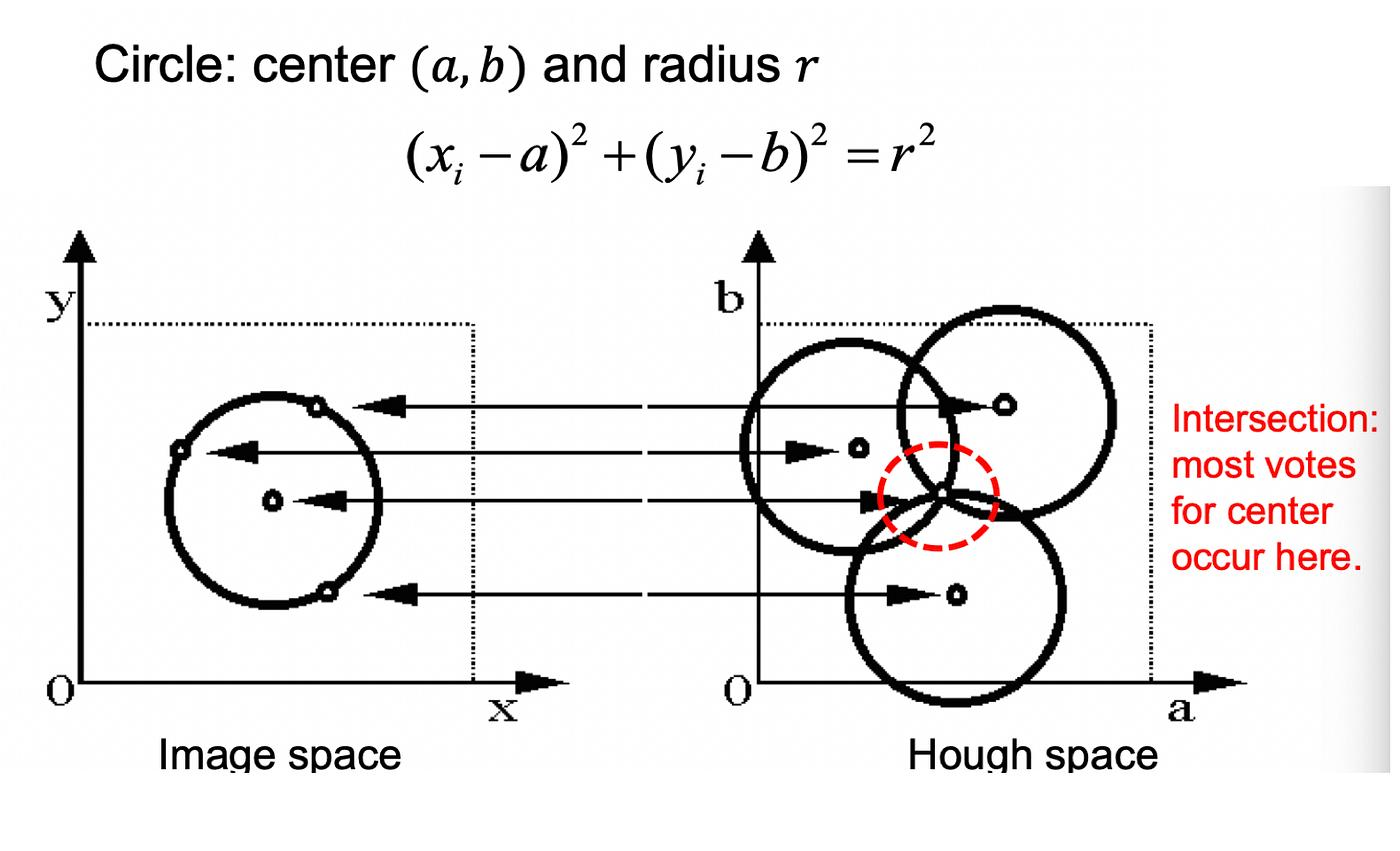 Circle: center (a, b) and radius r
(xᵢ − a)² + (yᵢ − b)² = r²
y
b
Intersection:
most votes
for center
occur here.
0
x
0
a
Image space
Hough space